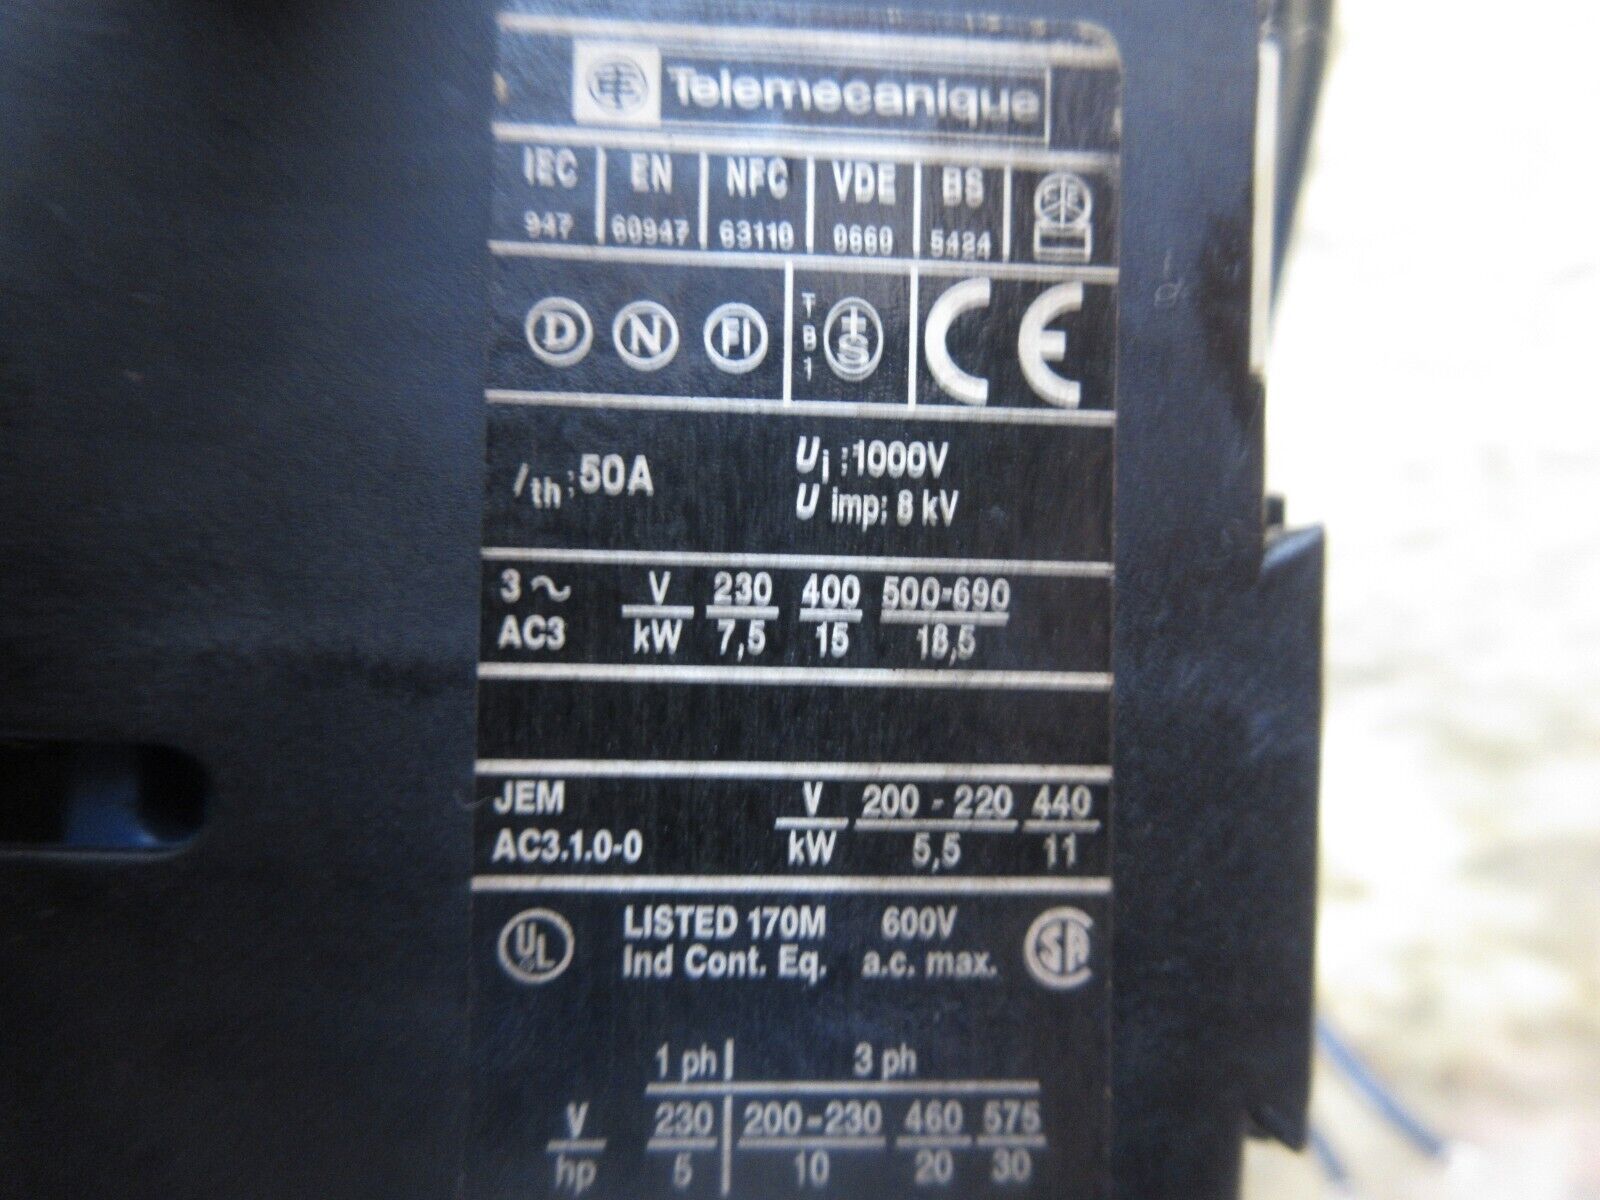 Telemecanique
IEC EN NFC VDE BS
947 60947 63110 0660 5424
D N FI TB1 +S CE
Ith: 50A Ui: 1000V
U imp: 8 kV
3~ V 230 400 500-690
AC3 kW 7,5 15 18,5
JEM V 200 - 220 440
AC3.1.0-0 kW 5,5 11
UL LISTED 170M 600V SA
Ind Cont. Eq. a.c. max.
1 ph 3 ph
V 230 200-230 460 575
hp 5 10 20 30